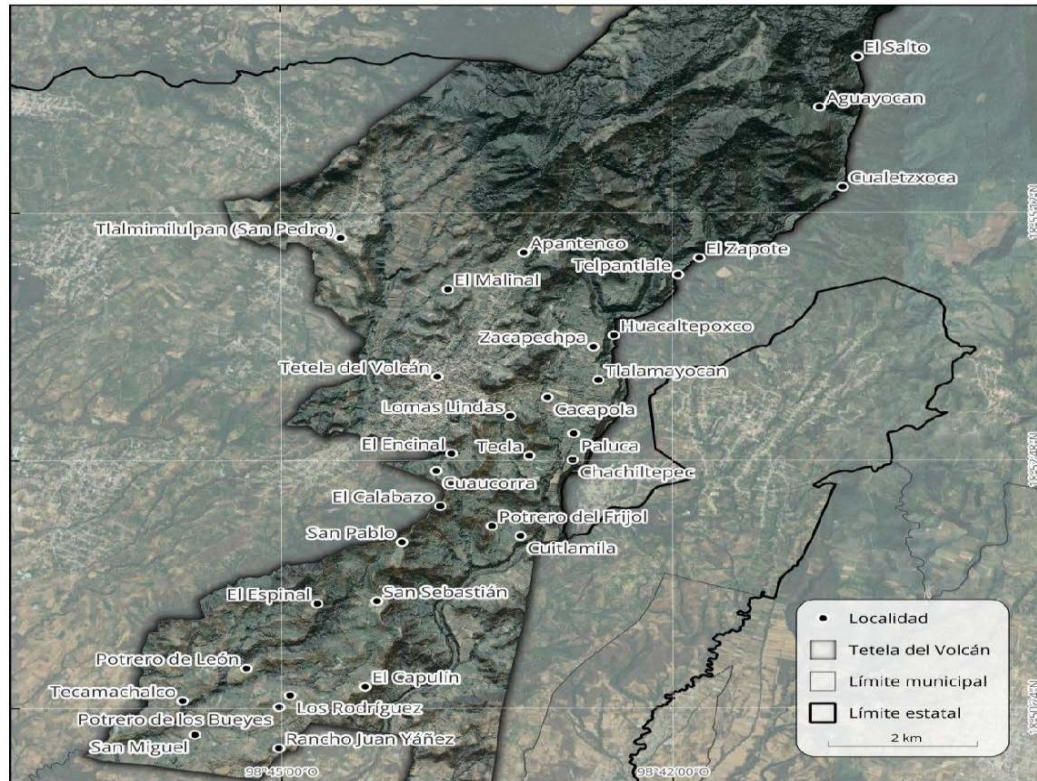 El Salto
Aguayocan
Cualetzxoca
Tlalmimilulpan (San Pedro)
Apantenco
El Zapote
Telpantlale
El Malinal
Huacaltepoxco
Zacapechpa
Tetela del Volcán
Tlalamayocan
Lomas Lindas
Cacapola
El Encinal
Tecla
Paluca
Chachiltepec
Cuaucorra
El Calabazo
Potrero del Frijol
San Pablo
Cuitlamila
El Espinal
San Sebastián
Potrero de León
El Capulín
Tecamachalco
Los Rodríguez
Potrero de los Bueyes
San Miguel
Rancho Juan Yáñez
98°45'00"O
98°42'00"O
Localidad
Tetela del Volcán
Límite municipal
Límite estatal
2 km